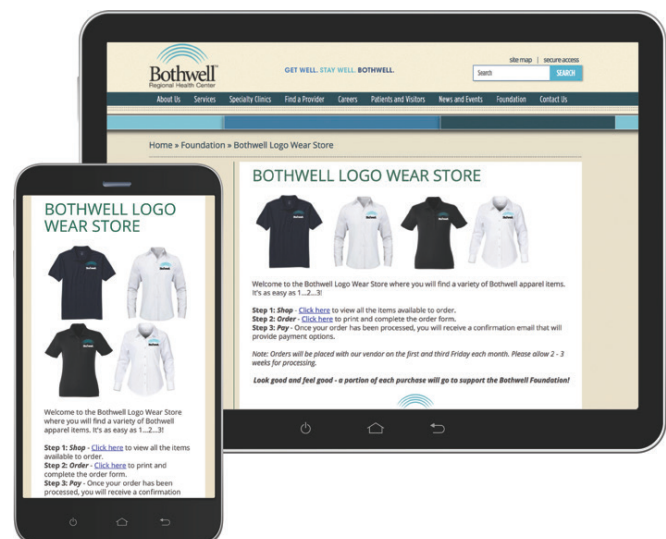 site map | secure access
Bothwell
Regional Health Center
GET WELL. STAY WELL. BOTHWELL.
Search SEARCH
About Us Services Specialty Clinics Find a Provider Careers Patients and Visitors News and Events Foundation Contact Us
Home » Foundation » Bothwell Logo Wear Store
BOTHWELL LOGO WEAR STORE
Bothwell Bothwell Bothwell Bothwell
Welcome to the Bothwell Logo Wear Store where you will find a variety of Bothwell apparel items.
It's as easy as 1...2...3!
Step 1: Shop - Click here to view all the items available to order.
Step 2: Order - Click here to print and complete the order form.
Step 3: Pay - Once your order has been processed, you will receive a confirmation email that will
provide payment options.
Note: Orders will be placed with our vendor on the first and third Friday each month. Please allow 2 - 3
weeks for processing.
Look good and feel good - a portion of each purchase will go to support the Bothwell Foundation!
BOTHWELL LOGO
WEAR STORE
Bothwell Bothwell
Bothwell Bothwell
Welcome to the Bothwell Logo Wear Store
where you will find a variety of Bothwell
apparel items. It's as easy as 1...2...3!
Step 1: Shop - Click here to view all the items
available to order.
Step 2: Order - Click here to print and
complete the order form.
Step 3: Pay - Once your order has been
processed, you will receive a confirmation